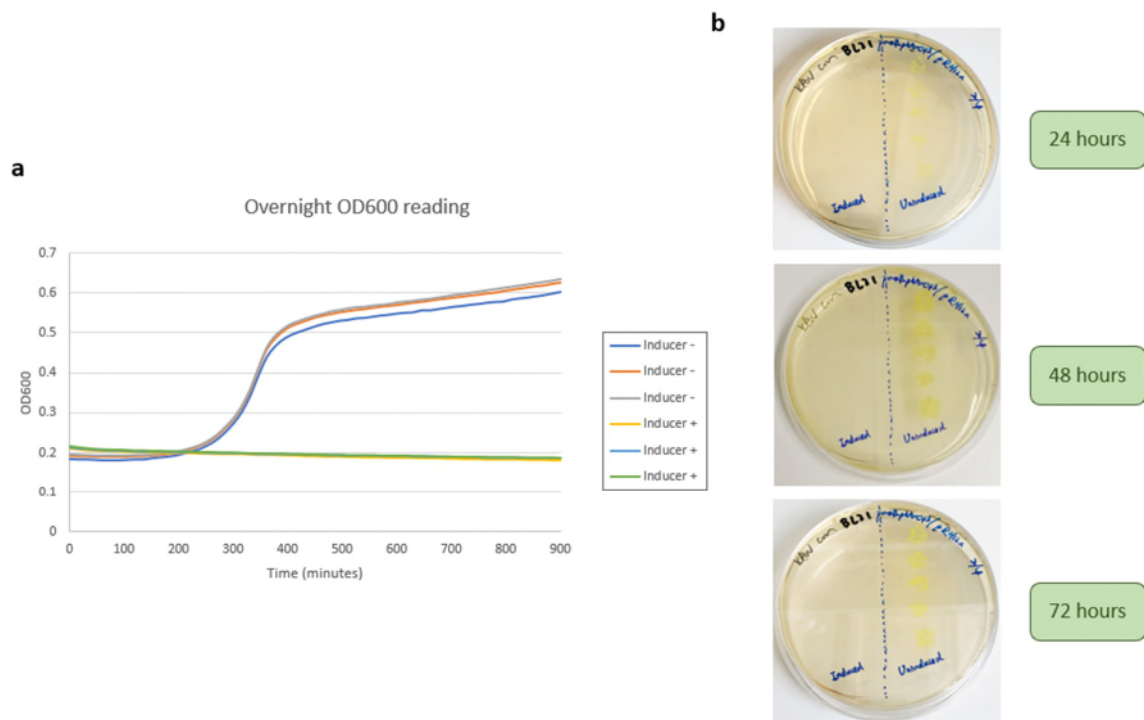 a
Overnight OD600 reading
0.7
0.6
0.5
0.4
0.3
0.2
0.1
0
OD600
0 100 200 300 400 500 600 700 800 900
Time (minutes)
Inducer -
Inducer -
Inducer -
Inducer +
Inducer +
Inducer +
b
BL21
Induced
Uninduced
24 hours
BL21
Induced
Uninduced
48 hours
BL21
Induced
Uninduced
72 hours